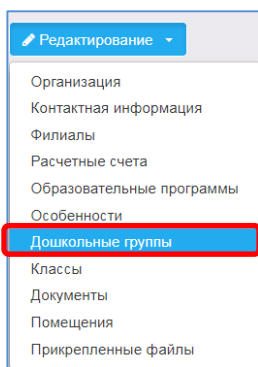 Редактирование
Организация
Контактная информация
Филиалы
Расчетные счета
Образовательные программы
Особенности
Дошкольные группы
Классы
Документы
Помещения
Прикрепленные файлы